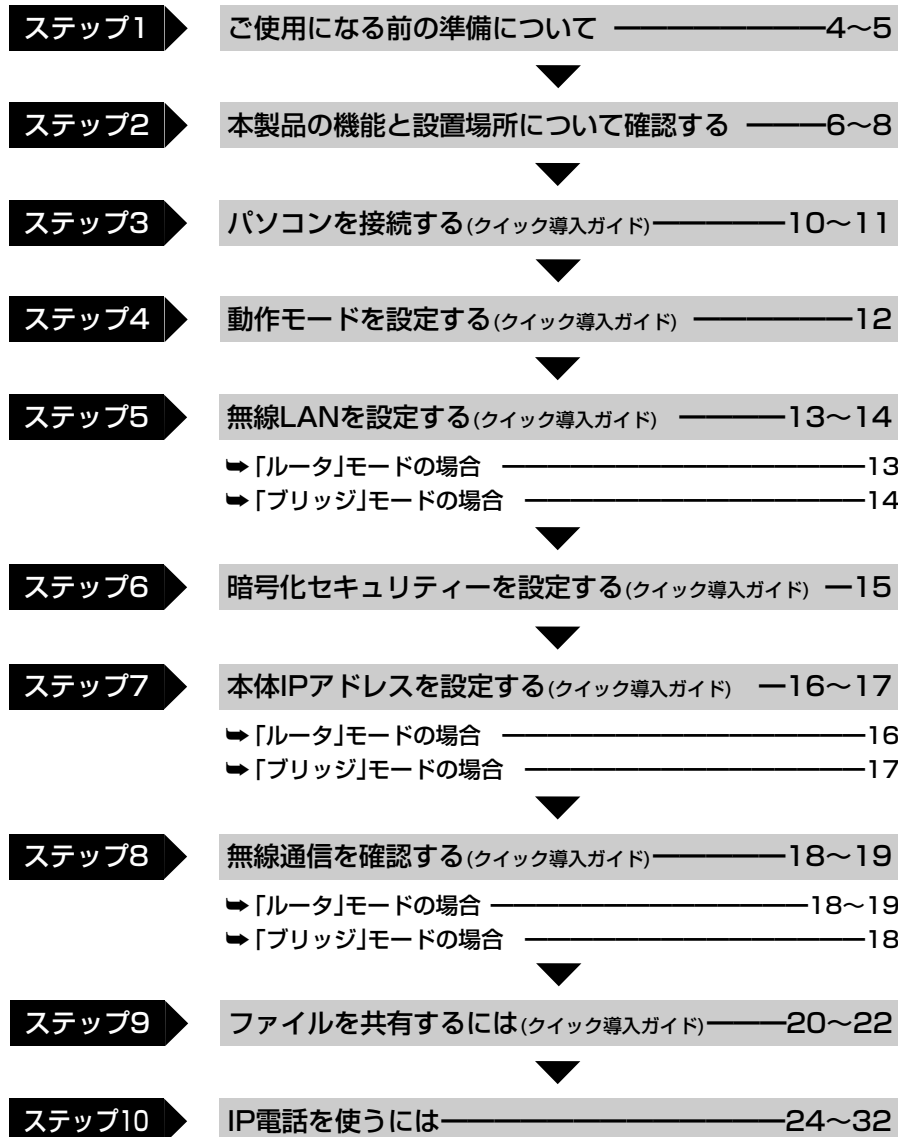 ステップ1 ご使用になる前の準備について ――――――――4〜5
ステップ2 本製品の機能と設置場所について確認する ―――6〜8
ステップ3 パソコンを接続する(クイック導入ガイド)―――――10〜11
ステップ4 動作モードを設定する(クイック導入ガイド) ――――――12
ステップ5 無線LANを設定する(クイック導入ガイド) ――――13〜14
➥「ルータ」モードの場合 ――――――――――――――――13
➥「ブリッジ」モードの場合 ―――――――――――――――14
ステップ6 暗号化セキュリティーを設定する(クイック導入ガイド) ―15
ステップ7 本体IPアドレスを設定する(クイック導入ガイド) ―16〜17
➥「ルータ」モードの場合 ――――――――――――――――16
➥「ブリッジ」モードの場合 ―――――――――――――――17
ステップ8 無線通信を確認する(クイック導入ガイド)―――――18〜19
➥「ルータ」モードの場合 ――――――――――――――18〜19
➥「ブリッジ」モードの場合 ―――――――――――――――18
ステップ9 ファイルを共有するには(クイック導入ガイド)―――20〜22
ステップ10 IP電話を使うには―――――――――――――24〜32